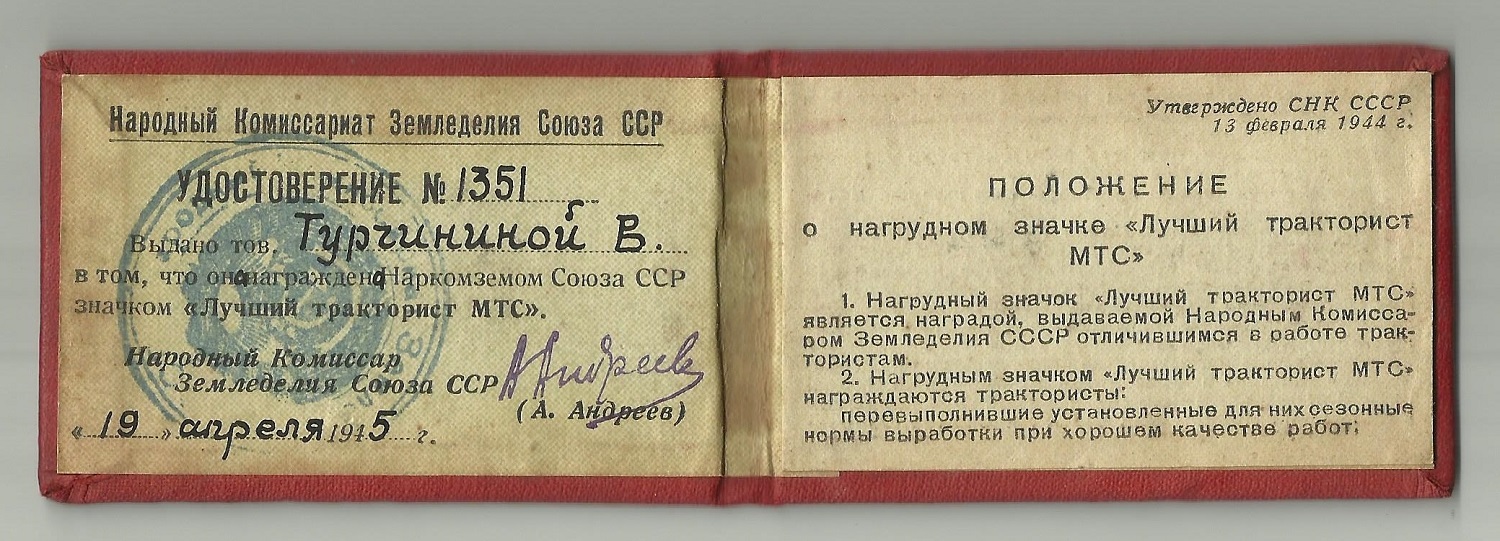 Народный Комиссариат Земледелия Союза ССР
УДОСТОВЕРЕНИЕ № 1351
Выдано тов. Турчининой В.
в том, что она награждена Наркомземом Союза ССР
значком «Лучший тракторист МТС».
Народный Комиссар
Земледелия Союза ССР ААндреев
(А. Андреев)
«19» апреля 1945 г.
Утверждено СНК СССР
13 февраля 1944 г.
ПОЛОЖЕНИЕ
о нагрудном значке «Лучший тракторист
МТС»
1. Нагрудный значок «Лучший тракторист МТС»
является наградой, выдаваемой Народным Комисса-
ром Земледелия СССР отличившимся в работе трак-
тористам.
2. Нагрудным значком «Лучший тракторист МТС»
награждаются трактористы:
перевыполнившие установленные для них сезонные
нормы выработки при хорошем качестве работ;